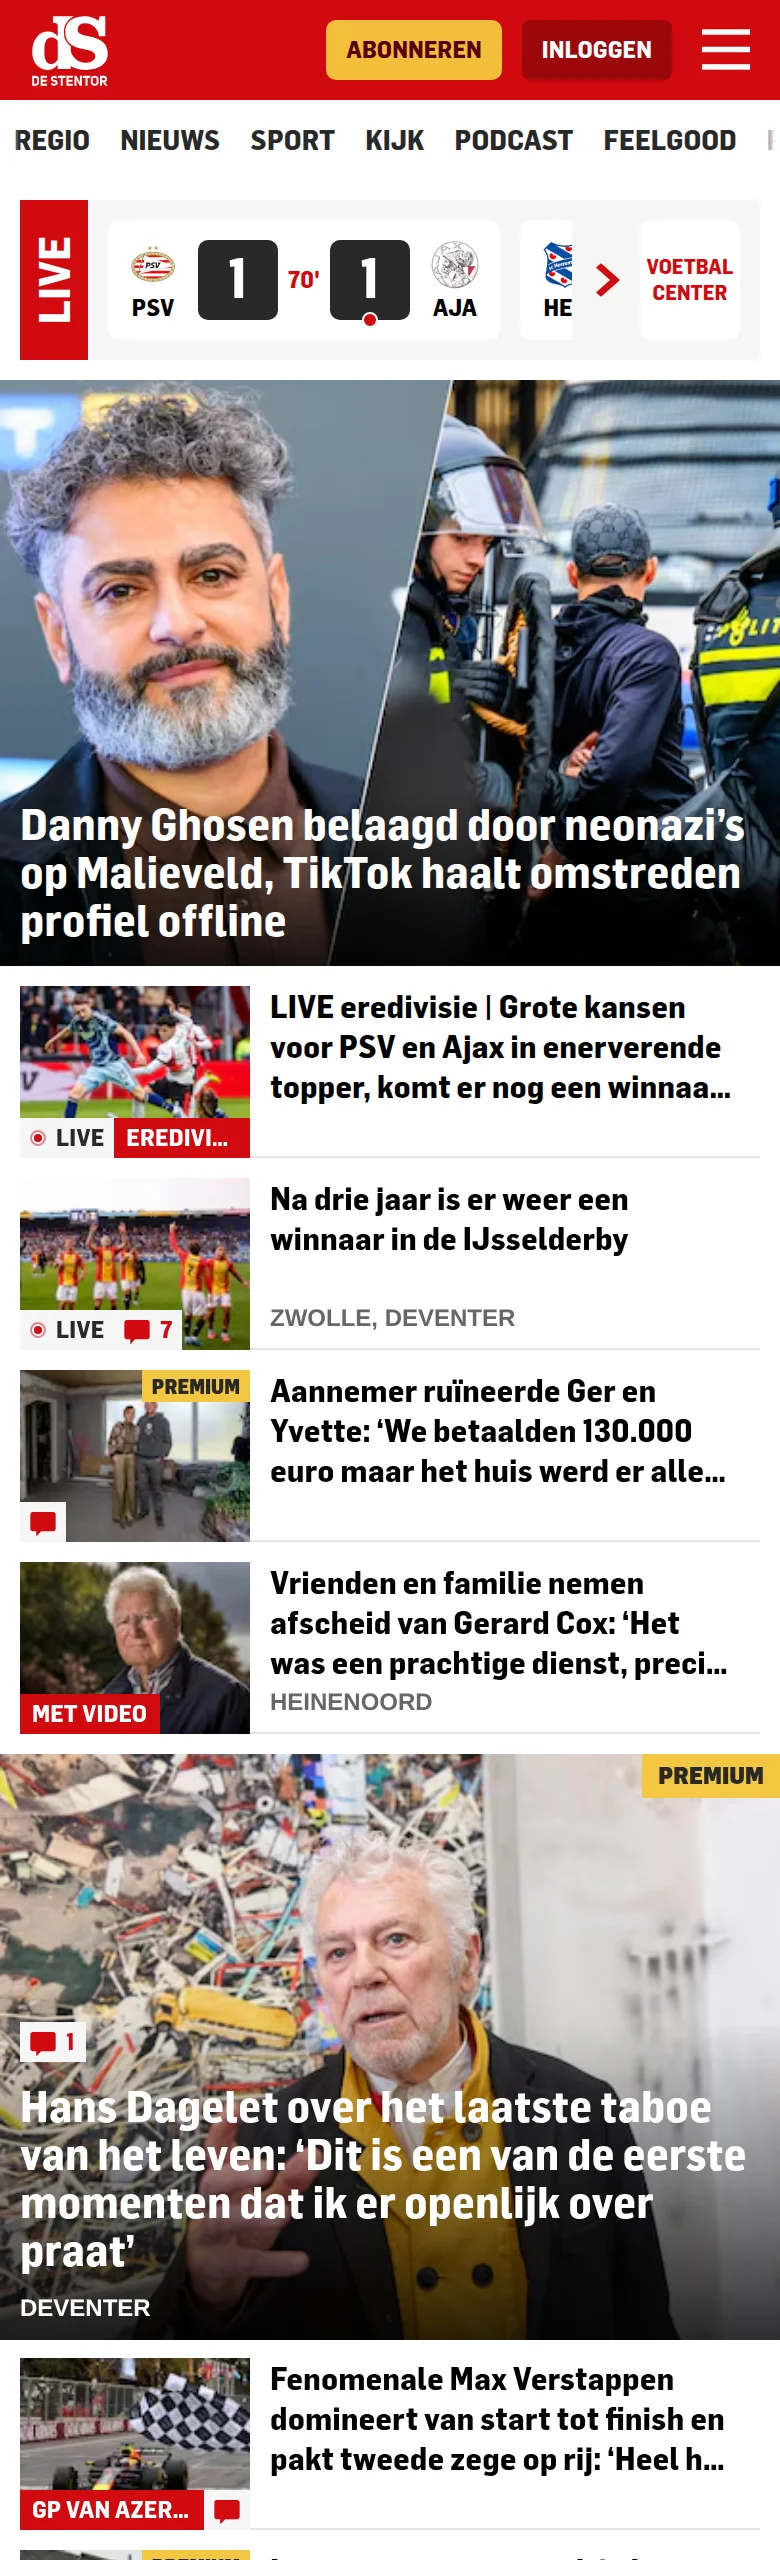 dS
DE STENTOR
ABONNEREN
INLOGGEN
REGIO NIEUWS SPORT KIJK PODCAST FEELGOOD
LIVE
PSV
PSV 1 70' 1 AJA
HE
VOETBAL
CENTER
Danny Ghosen belaagd door neonazi’s
op Malieveld, TikTok haalt omstreden
profiel offline
LIVE eredivisie | Grote kansen
voor PSV en Ajax in enerverende
topper, komt er nog een winnaa...
LIVE EREDIVI...
Na drie jaar is er weer een
winnaar in de IJsselderby
ZWOLLE, DEVENTER
LIVE 7
PREMIUM
Aannemer ruïneerde Ger en
Yvette: ‘We betaalden 130.000
euro maar het huis werd er alle...
Vrienden en familie nemen
afscheid van Gerard Cox: ‘Het
was een prachtige dienst, preci...
HEINENOORD
MET VIDEO
PREMIUM
1
Hans Dagelet over het laatste taboe
van het leven: ‘Dit is een van de eerste
momenten dat ik er openlijk over
praat’
DEVENTER
Fenomenale Max Verstappen
domineert van start tot finish en
pakt tweede zege op rij: ‘Heel h...
GP VAN AZER...